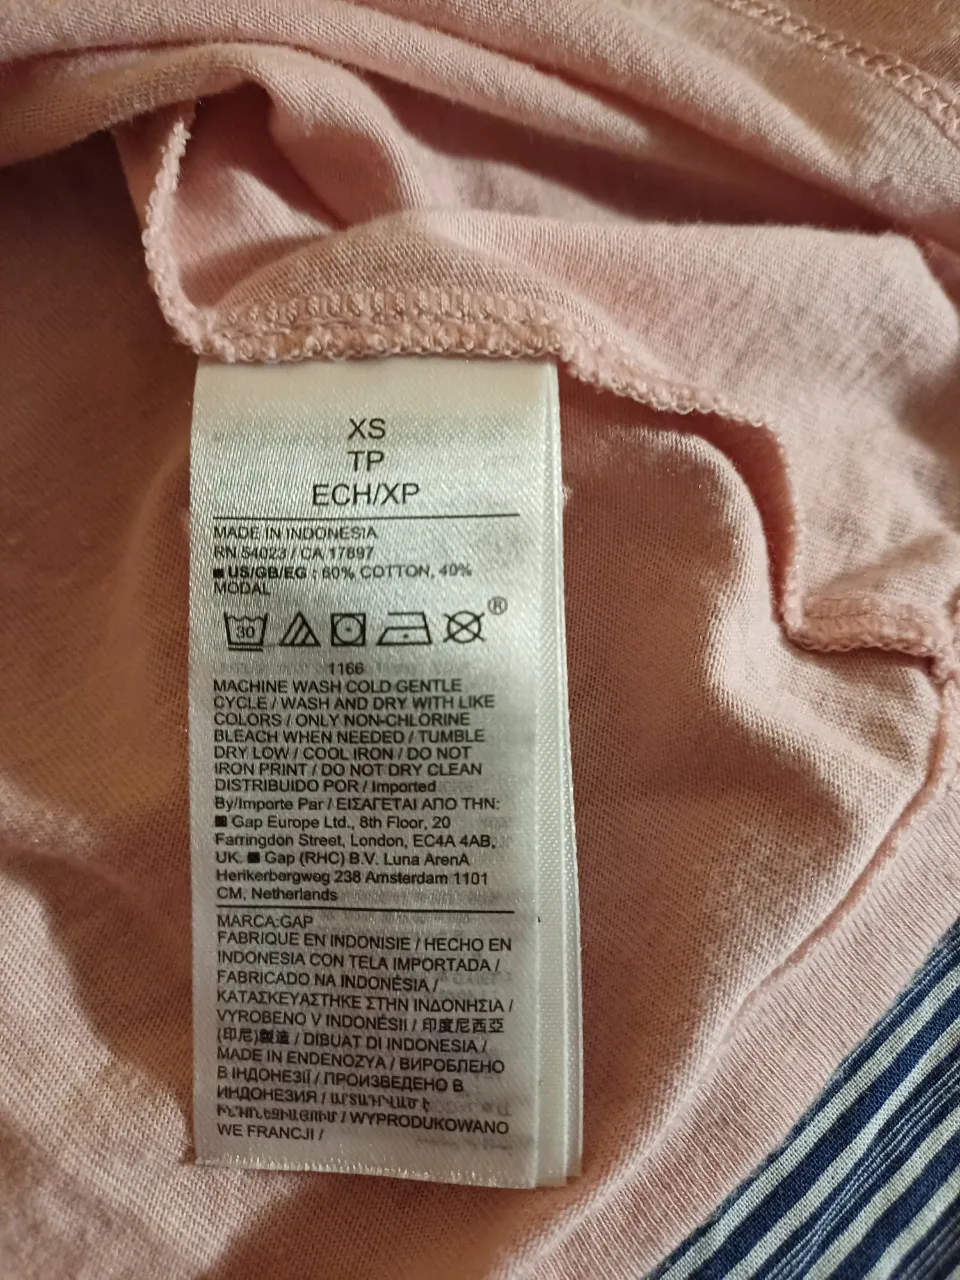 XS
TP
ECH/XP
MADE IN INDONESIA
RN 54023 / CA 17897
■ US/GB/EG : 60% COTTON, 40%
MODAL
30
®
1166
MACHINE WASH COLD GENTLE
CYCLE / WASH AND DRY WITH LIKE
COLORS / ONLY NON-CHLORINE
BLEACH WHEN NEEDED / TUMBLE
DRY LOW / COOL IRON / DO NOT
IRON PRINT / DO NOT DRY CLEAN
DISTRIBUIDO POR / Imported
By/Importe Par / ΕΙΣΑΓΕΤΑΙ ΑΠΟ ΤΗΝ:
■ Gap Europe Ltd., 8th Floor, 20
Farringdon Street, London, EC4A 4AB,
UK. ■ Gap (RHC) B.V. Luna ArenA
Herikerbergweg 238 Amsterdam 1101
CM, Netherlands
MARCA:GAP
FABRIQUE EN INDONISIE / HECHO EN
INDONESIA CON TELA IMPORTADA /
FABRICADO NA INDONÉSIA /
ΚΑΤΑΣΚΕΥΑΣΤΗΚΕ ΣΤΗΝ ΙΝΔΟΝΗΣΙΑ /
VYROBENO V INDONÉSII / 印度尼西亞
(印尼)製造 / DIBUAT DI INDONESIA /
MADE IN ENDENOZYA / ВИРОБЛЕНО
В ІНДОНЕЗІЇ / ПРОИЗВЕДЕНО В
ИНДОНЕЗИЯ /
/ WYPRODUKOWANO
WE FRANCJI /